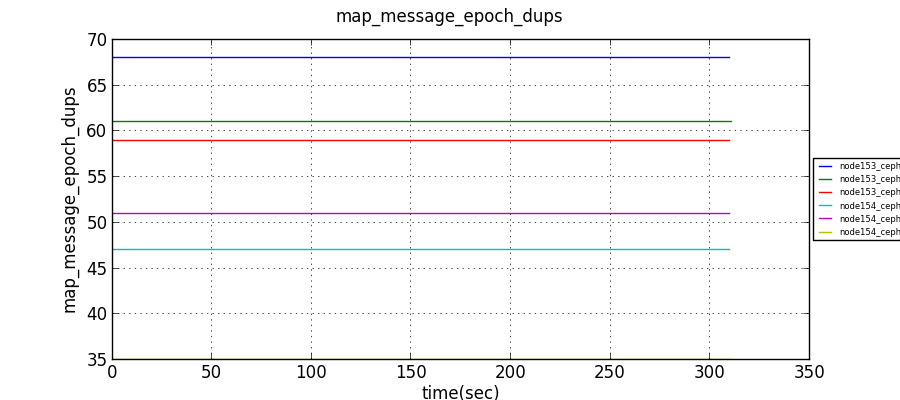 map_message_epoch_dups
70
65
60
55
50
45
40
35
map_message_epoch_dups
0 50 100 150 200 250 300 350
time(sec)
node153_ceph
node153_ceph
node153_ceph
node154_ceph
node154_ceph
node154_ceph